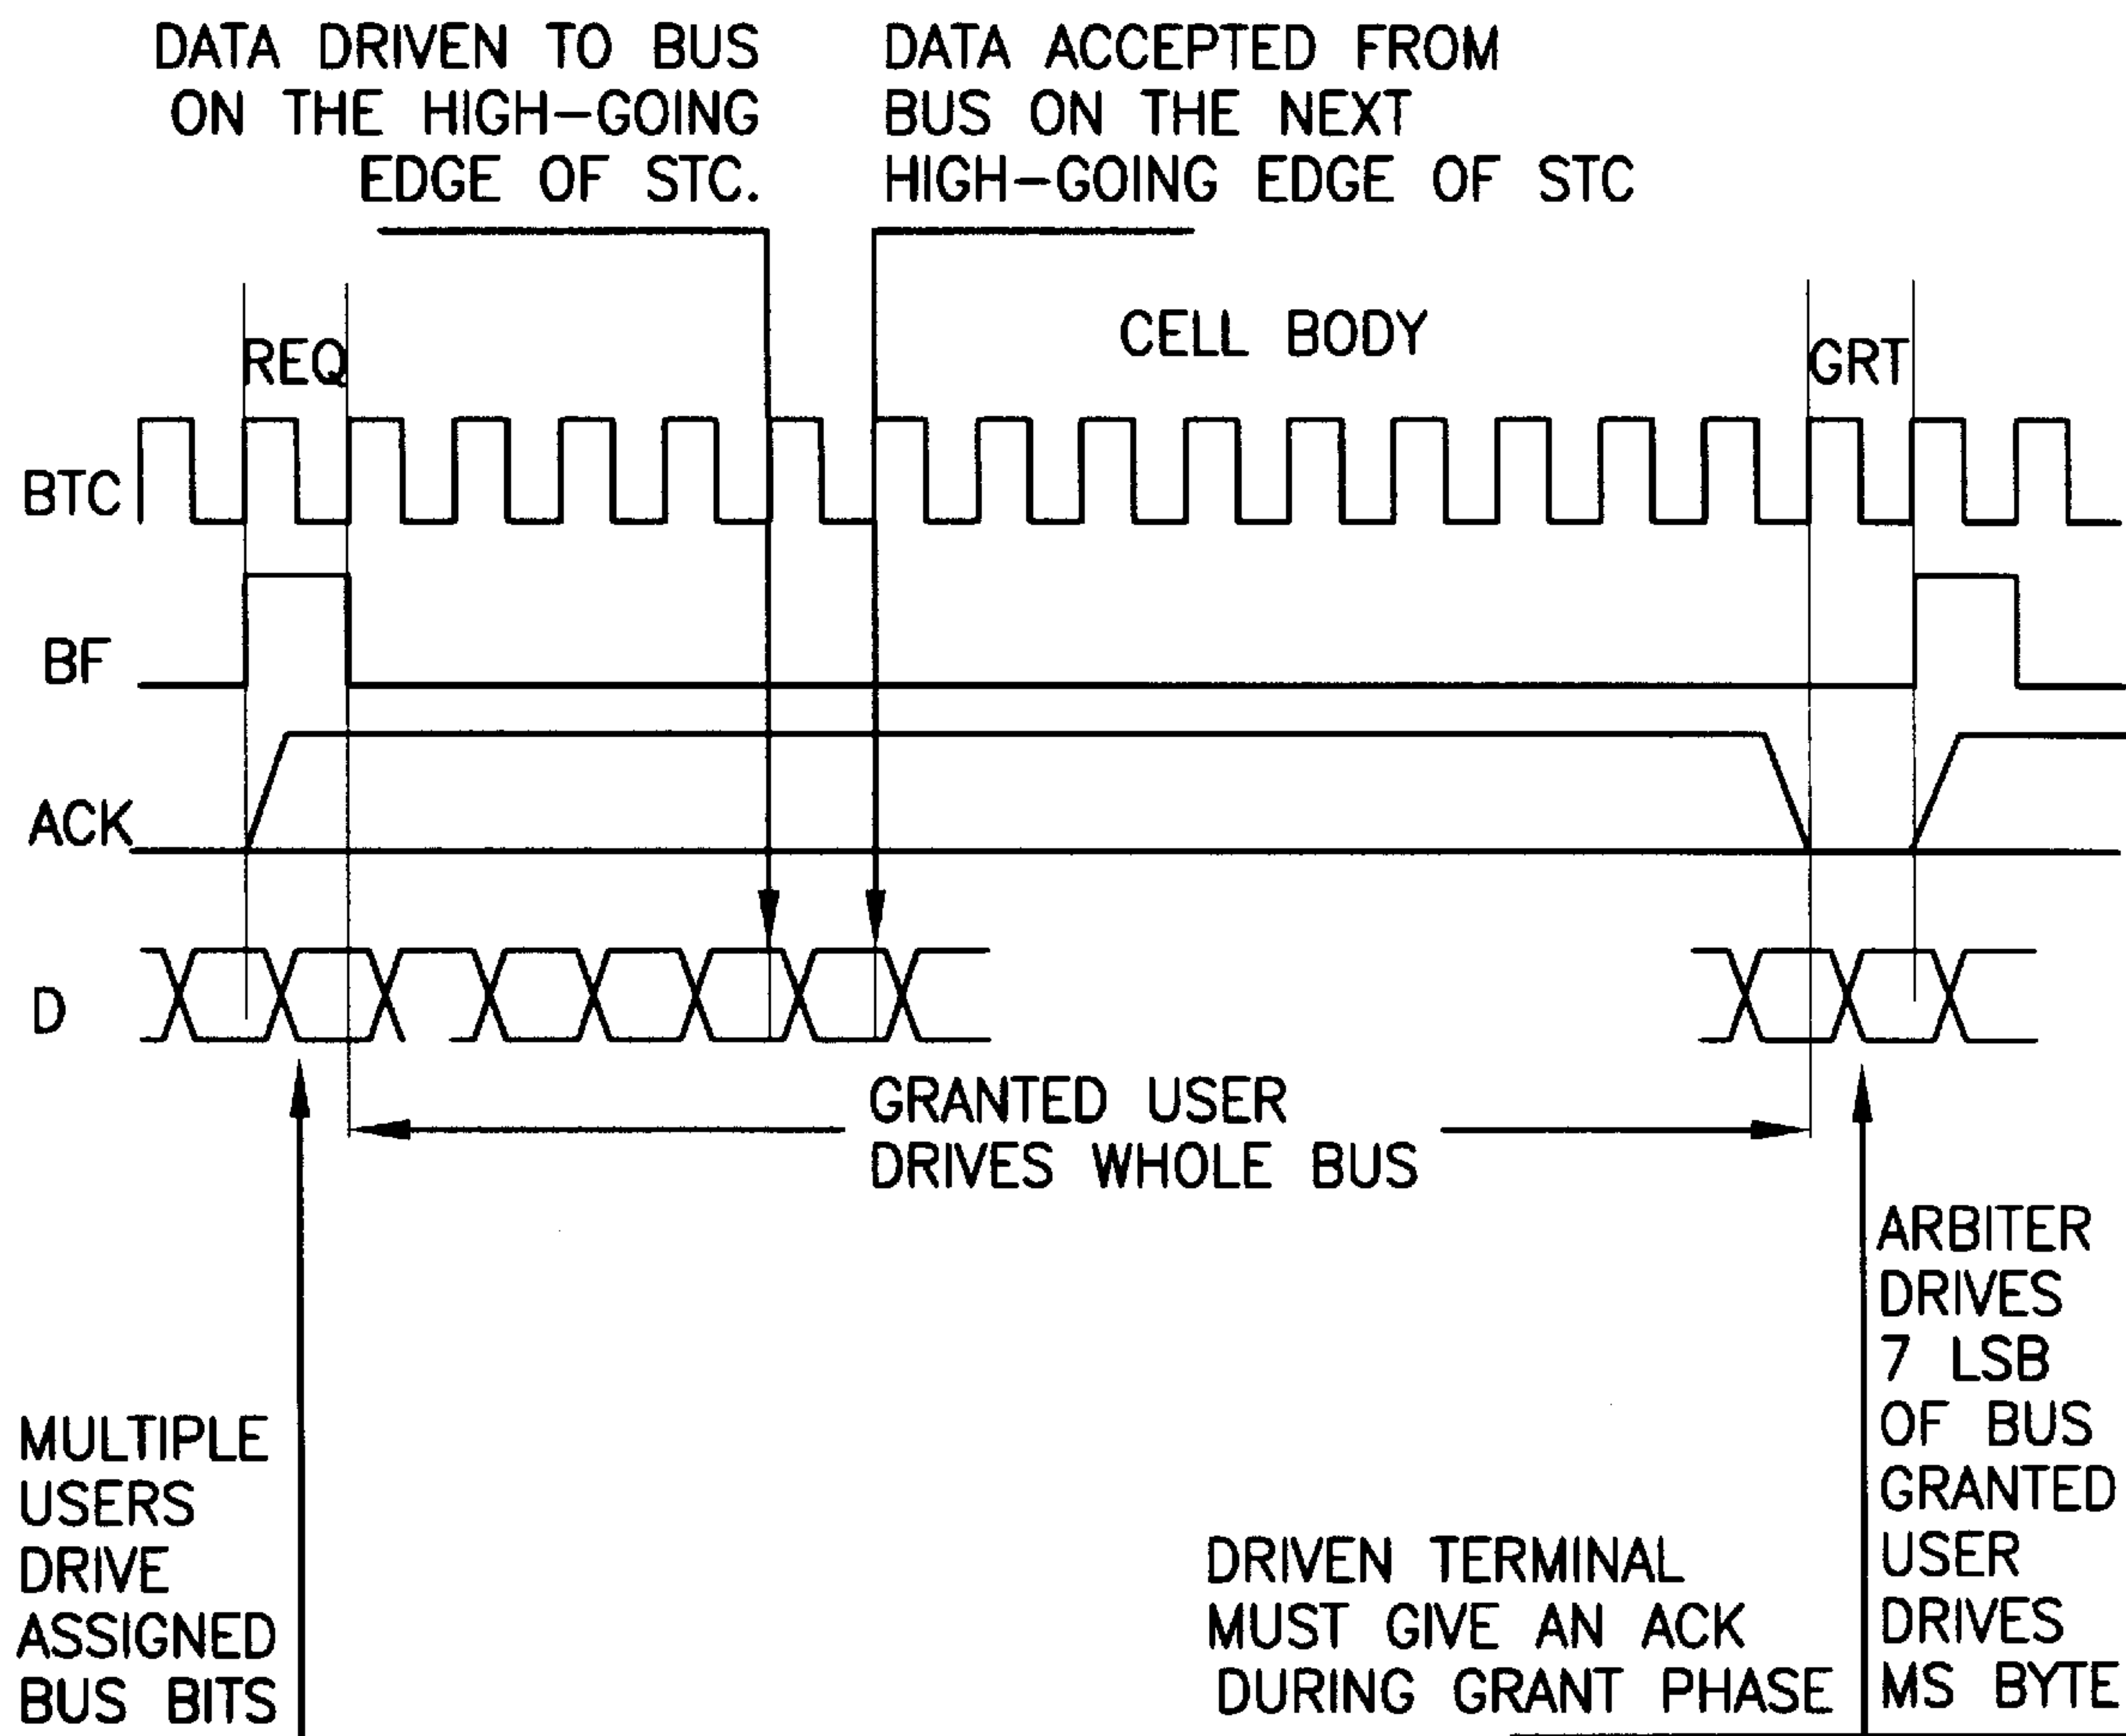 DATA DRIVEN TO BUS
ON THE HIGH-GOING
EDGE OF STC.
DATA ACCEPTED FROM
BUS ON THE NEXT
HIGH-GOING EDGE OF STC
REQ
CELL BODY
GRT
BTC
BF
ACK
D
GRANTED USER
DRIVES WHOLE BUS
MULTIPLE
USERS
DRIVE
ASSIGNED
BUS BITS
DRIVEN TERMINAL
MUST GIVE AN ACK
DURING GRANT PHASE
ARBITER
DRIVES
7 LSB
OF BUS
GRANTED
USER
DRIVES
MS BYTE